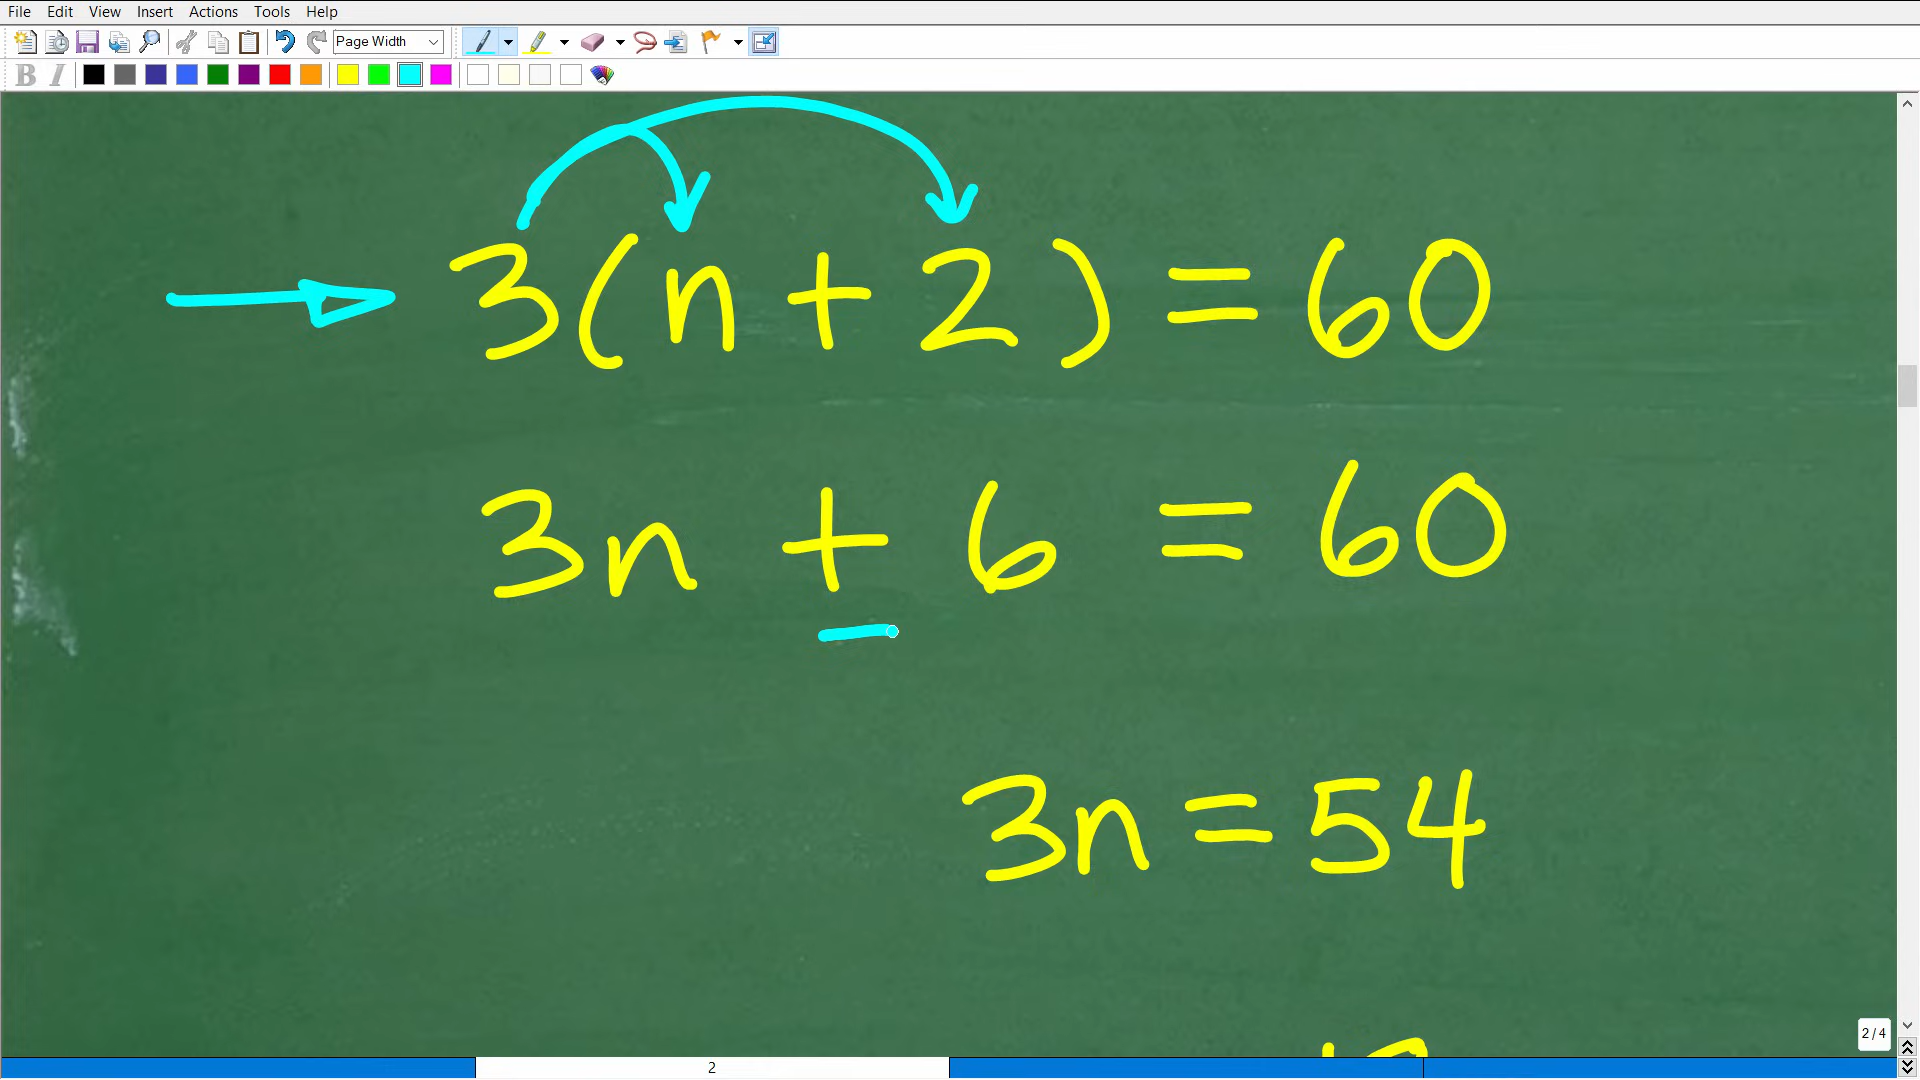 File Edit View Insert Actions Tools Help
Page Width
B I
3(n + 2) = 60
3n + 6 = 60
3n = 54
2 / 4
2